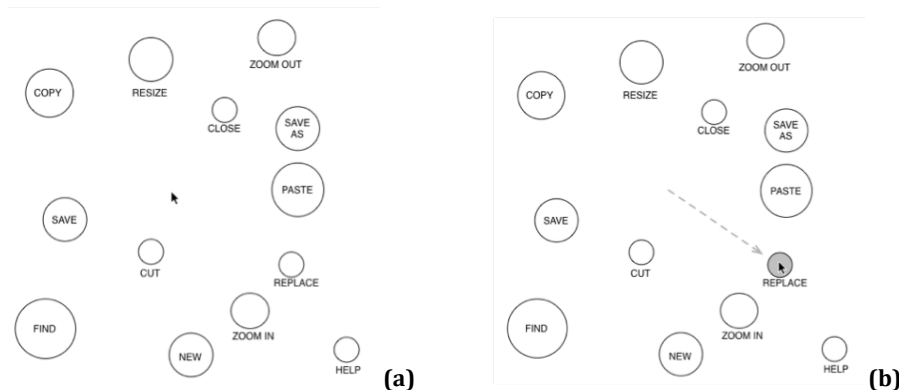 ZOOM OUT
COPY
RESIZE
CLOSE
SAVE
AS
PASTE
SAVE
CUT
REPLACE
FIND
ZOOM IN
NEW
HELP
(a)
ZOOM OUT
COPY
RESIZE
CLOSE
SAVE
AS
PASTE
SAVE
CUT
REPLACE
FIND
ZOOM IN
NEW
HELP
(b)